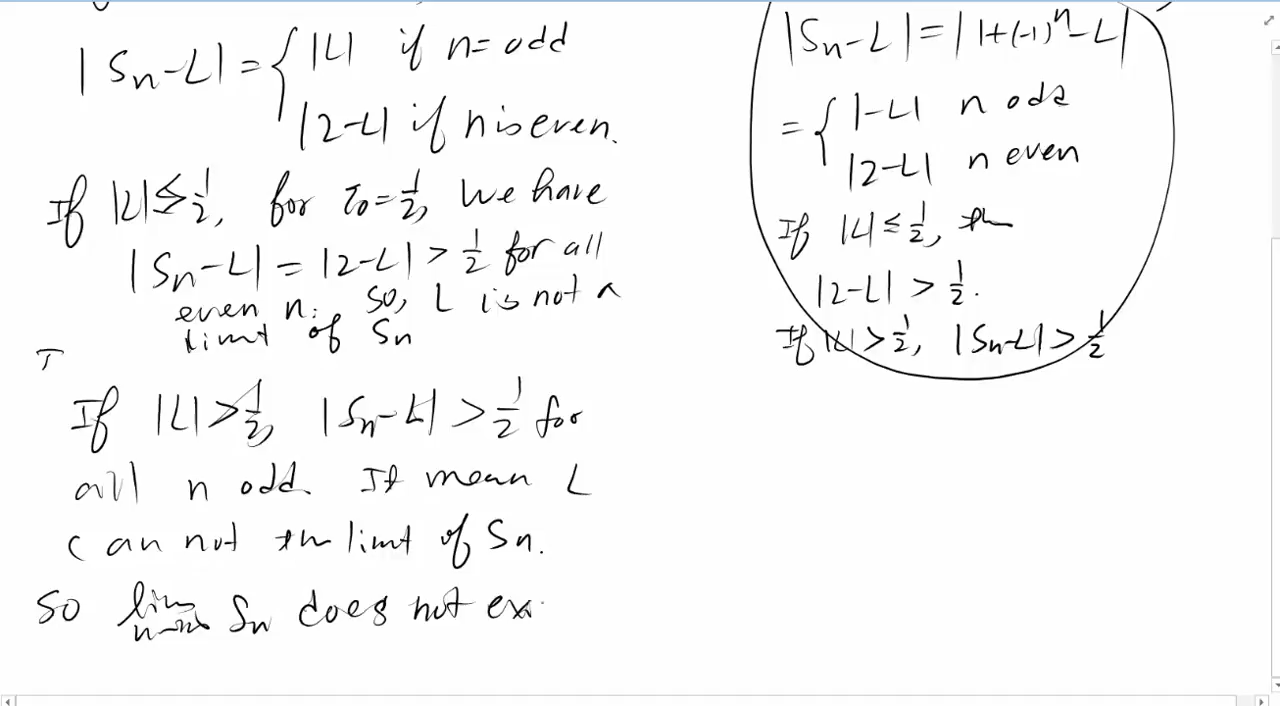 |Sn-L| = { |L| if n=odd
|2-L| if n is even.
If |L| ≤ 1/2, for ε0=1/2, We have
|Sn-L| = |2-L| > 1/2 for all
even n. So, L is not a
limt of Sn
If |L| > 1/2, |Sn-L| > 1/2 for
all n odd. It mean L
can not the limt of Sn.
So lim n→∞ Sn does not ex
|Sn-L| = |1+(-1)^n-L|
= { |-L| n odd
|2-L| n even
If |L| ≤ 1/2, th
|2-L| > 1/2.
If |L| > 1/2, |Sn-L| > 1/2